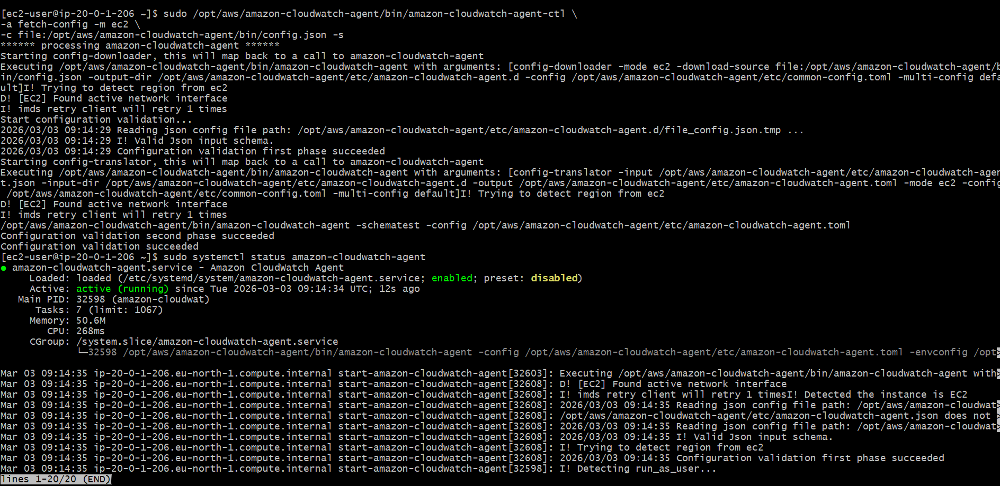 [ec2-user@ip-20-0-1-206 ~]$ sudo /opt/aws/amazon-cloudwatch-agent/bin/amazon-cloudwatch-agent-ctl \
-a fetch-config -m ec2 \
-c file:/opt/aws/amazon-cloudwatch-agent/bin/config.json -s
****** processing amazon-cloudwatch-agent ******
Starting config-downloader, this will map back to a call to amazon-cloudwatch-agent
Executing /opt/aws/amazon-cloudwatch-agent/bin/amazon-cloudwatch-agent with arguments: [config-downloader -mode ec2 -download-source file:/opt/aws/amazon-cloudwatch-agent/b
in/config.json -output-dir /opt/aws/amazon-cloudwatch-agent/etc/amazon-cloudwatch-agent.d -config /opt/aws/amazon-cloudwatch-agent/etc/common-config.toml -multi-config defa
ult]I! Trying to detect region from ec2
D! [EC2] Found active network interface
I! imds retry client will retry 1 times
Start configuration validation...
2026/03/03 09:14:29 Reading json config file path: /opt/aws/amazon-cloudwatch-agent/etc/amazon-cloudwatch-agent.d/file_config.json.tmp ...
2026/03/03 09:14:29 I! Valid Json input schema.
2026/03/03 09:14:29 Configuration validation first phase succeeded
Starting config-translator, this will map back to a call to amazon-cloudwatch-agent
Executing /opt/aws/amazon-cloudwatch-agent/bin/amazon-cloudwatch-agent with arguments: [config-translator -input /opt/aws/amazon-cloudwatch-agent/etc/amazon-cloudwatch-agen
t.json -input-dir /opt/aws/amazon-cloudwatch-agent/etc/amazon-cloudwatch-agent.d -output /opt/aws/amazon-cloudwatch-agent/etc/amazon-cloudwatch-agent.toml -mode ec2 -config
 /opt/aws/amazon-cloudwatch-agent/etc/common-config.toml -multi-config default]I! Trying to detect region from ec2
D! [EC2] Found active network interface
I! imds retry client will retry 1 times
/opt/aws/amazon-cloudwatch-agent/bin/amazon-cloudwatch-agent -schematest -config /opt/aws/amazon-cloudwatch-agent/etc/amazon-cloudwatch-agent.toml
Configuration validation second phase succeeded
Configuration validation succeeded
[ec2-user@ip-20-0-1-206 ~]$ sudo systemctl status amazon-cloudwatch-agent
● amazon-cloudwatch-agent.service - Amazon CloudWatch Agent
     Loaded: loaded (/etc/systemd/system/amazon-cloudwatch-agent.service; enabled; preset: disabled)
     Active: active (running) since Tue 2026-03-03 09:14:34 UTC; 12s ago
   Main PID: 32598 (amazon-cloudwat)
      Tasks: 7 (limit: 1067)
     Memory: 50.6M
        CPU: 268ms
     CGroup: /system.slice/amazon-cloudwatch-agent.service
             └─32598 /opt/aws/amazon-cloudwatch-agent/bin/amazon-cloudwatch-agent -config /opt/aws/amazon-cloudwatch-agent/etc/amazon-cloudwatch-agent.toml -envconfig /opt>
Mar 03 09:14:35 ip-20-0-1-206.eu-north-1.compute.internal start-amazon-cloudwatch-agent[32603]: Executing /opt/aws/amazon-cloudwatch-agent/bin/amazon-cloudwatch-agent with>
Mar 03 09:14:35 ip-20-0-1-206.eu-north-1.compute.internal start-amazon-cloudwatch-agent[32608]: D! [EC2] Found active network interface
Mar 03 09:14:35 ip-20-0-1-206.eu-north-1.compute.internal start-amazon-cloudwatch-agent[32608]: I! imds retry client will retry 1 timesI! Detected the instance is EC2
Mar 03 09:14:35 ip-20-0-1-206.eu-north-1.compute.internal start-amazon-cloudwatch-agent[32608]: 2026/03/03 09:14:35 Reading json config file path: /opt/aws/amazon-cloudwat>
Mar 03 09:14:35 ip-20-0-1-206.eu-north-1.compute.internal start-amazon-cloudwatch-agent[32608]: /opt/aws/amazon-cloudwatch-agent/etc/amazon-cloudwatch-agent.json does not >
Mar 03 09:14:35 ip-20-0-1-206.eu-north-1.compute.internal start-amazon-cloudwatch-agent[32608]: 2026/03/03 09:14:35 Reading json config file path: /opt/aws/amazon-cloudwat>
Mar 03 09:14:35 ip-20-0-1-206.eu-north-1.compute.internal start-amazon-cloudwatch-agent[32608]: 2026/03/03 09:14:35 I! Valid Json input schema.
Mar 03 09:14:35 ip-20-0-1-206.eu-north-1.compute.internal start-amazon-cloudwatch-agent[32608]: I! Trying to detect region from ec2
Mar 03 09:14:35 ip-20-0-1-206.eu-north-1.compute.internal start-amazon-cloudwatch-agent[32608]: 2026/03/03 09:14:35 Configuration validation first phase succeeded
Mar 03 09:14:35 ip-20-0-1-206.eu-north-1.compute.internal start-amazon-cloudwatch-agent[32598]: I! Detecting run_as_user...
lines 1-20/20 (END)